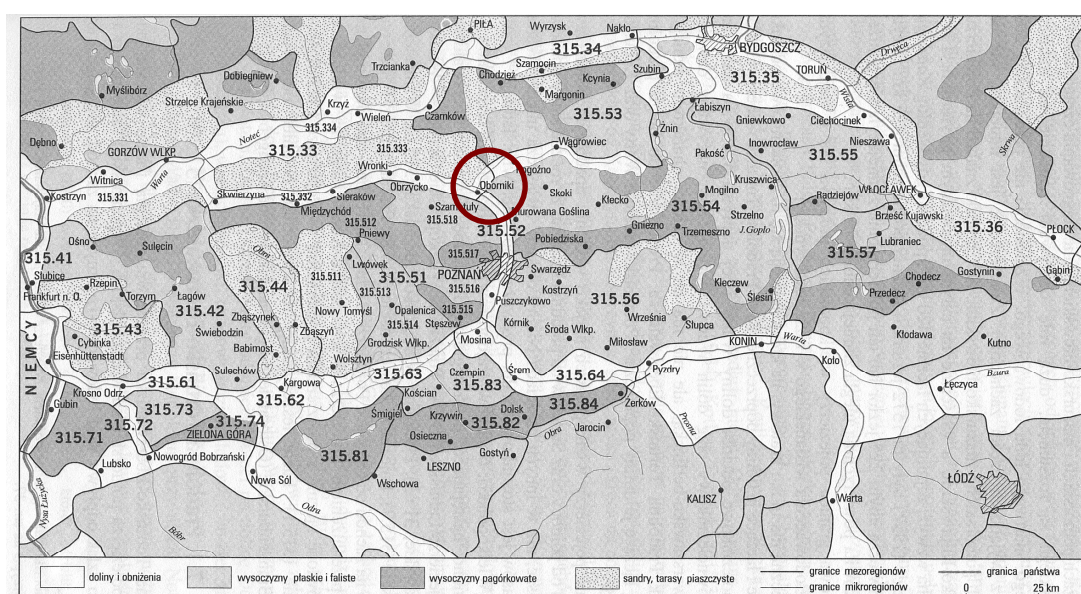 PIŁA
Wyrzysk
Nakło
BYDGOSZCZ
315.34
Drwęca
Trzcianka
Szamocin
Dobiegniew
Chodzież
Kcynia
Szubin
315.35
TORUŃ
Myślibórz
Margonin
Wisła
Strzelce Krajeńskie
Krzyż
Wieleń
Czarnków
315.53
Łabiszyn
Gniewkowo
Ciechocinek
315.334
Noteć
Żnin
Nieszawa
Skrwa
Dębno
GORZÓW WLKP.
315.33
315.333
Wągrowiec
Pakość
Inowrocław
315.55
Wronki
Rogoźno
Witnica
Warta
Obrzycko
Oborniki
Skoki
Kruszwica
Kostrzyn
315.331
Skwierzyna
315.332
Sieraków
Mogilno
Radziejów
WŁOCŁAWEK
Międzychód
Szamotuły
Kłecko
315.54
Strzelno
Brześć Kujawski
315.518
Murowana Goślina
315.36
315.512
315.52
Gniezno
Trzemeszno
J.Gopło
Lubraniec
PŁOCK
Ośno
Sulęcin
Obra
Pniewy
Pobiedziska
315.57
315.41
315.517
Lwówek
Słubice
Rzepin
315.511
315.51
POZNAŃ
Swarzędz
Gostynin
Frankfurt n. O.
Torzym
Łagów
315.44
315.513
315.516
Kostrzyn
Kleczew
Ślesin
Chodecz
Gąbin
315.42
Nowy Tomyśl
Opalenica
315.515
Puszczykowo
315.56
Przedecz
315.43
Zbąszynek
Stęszew
Września
Świebodzin
Zbąszyń
315.514
Kórnik
Słupca
Cybinka
Grodzisk Wlkp.
Środa Wlkp.
Kłodawa
Eisenhüttenstadt
Babimost
Mosina
Miłosław
KONIN
Warta
Kutno
NIEMCY
Wolsztyn
Koło
Sulechów
315.63
Czempiń
Śrem
315.64
Pyzdry
315.61
Kargowa
315.83
Bzura
Krosno Odrz.
315.62
Kościan
Łęczyca
Gubin
315.73
Śmigiel
Dolsk
315.84
315.72
315.74
Krzywiń
315.82
Żerków
ZIELONA GÓRA
Prosna
315.71
Osieczna
Obra
Jarocin
315.81
Gostyń
Lubsko
Nowogród Bobrzański
LESZNO
Nowa Sól
Wschowa
ŁÓDŹ
Nysa Łużycka
KALISZ
Odra
Warta
Bóbr
doliny i obniżenia
wysoczyzny płaskie i faliste
wysoczyzny pagórkowate
sandry, tarasy piaszczyste
granice mezoregionów
granice mikroregionów
granica państwa
0 25 km